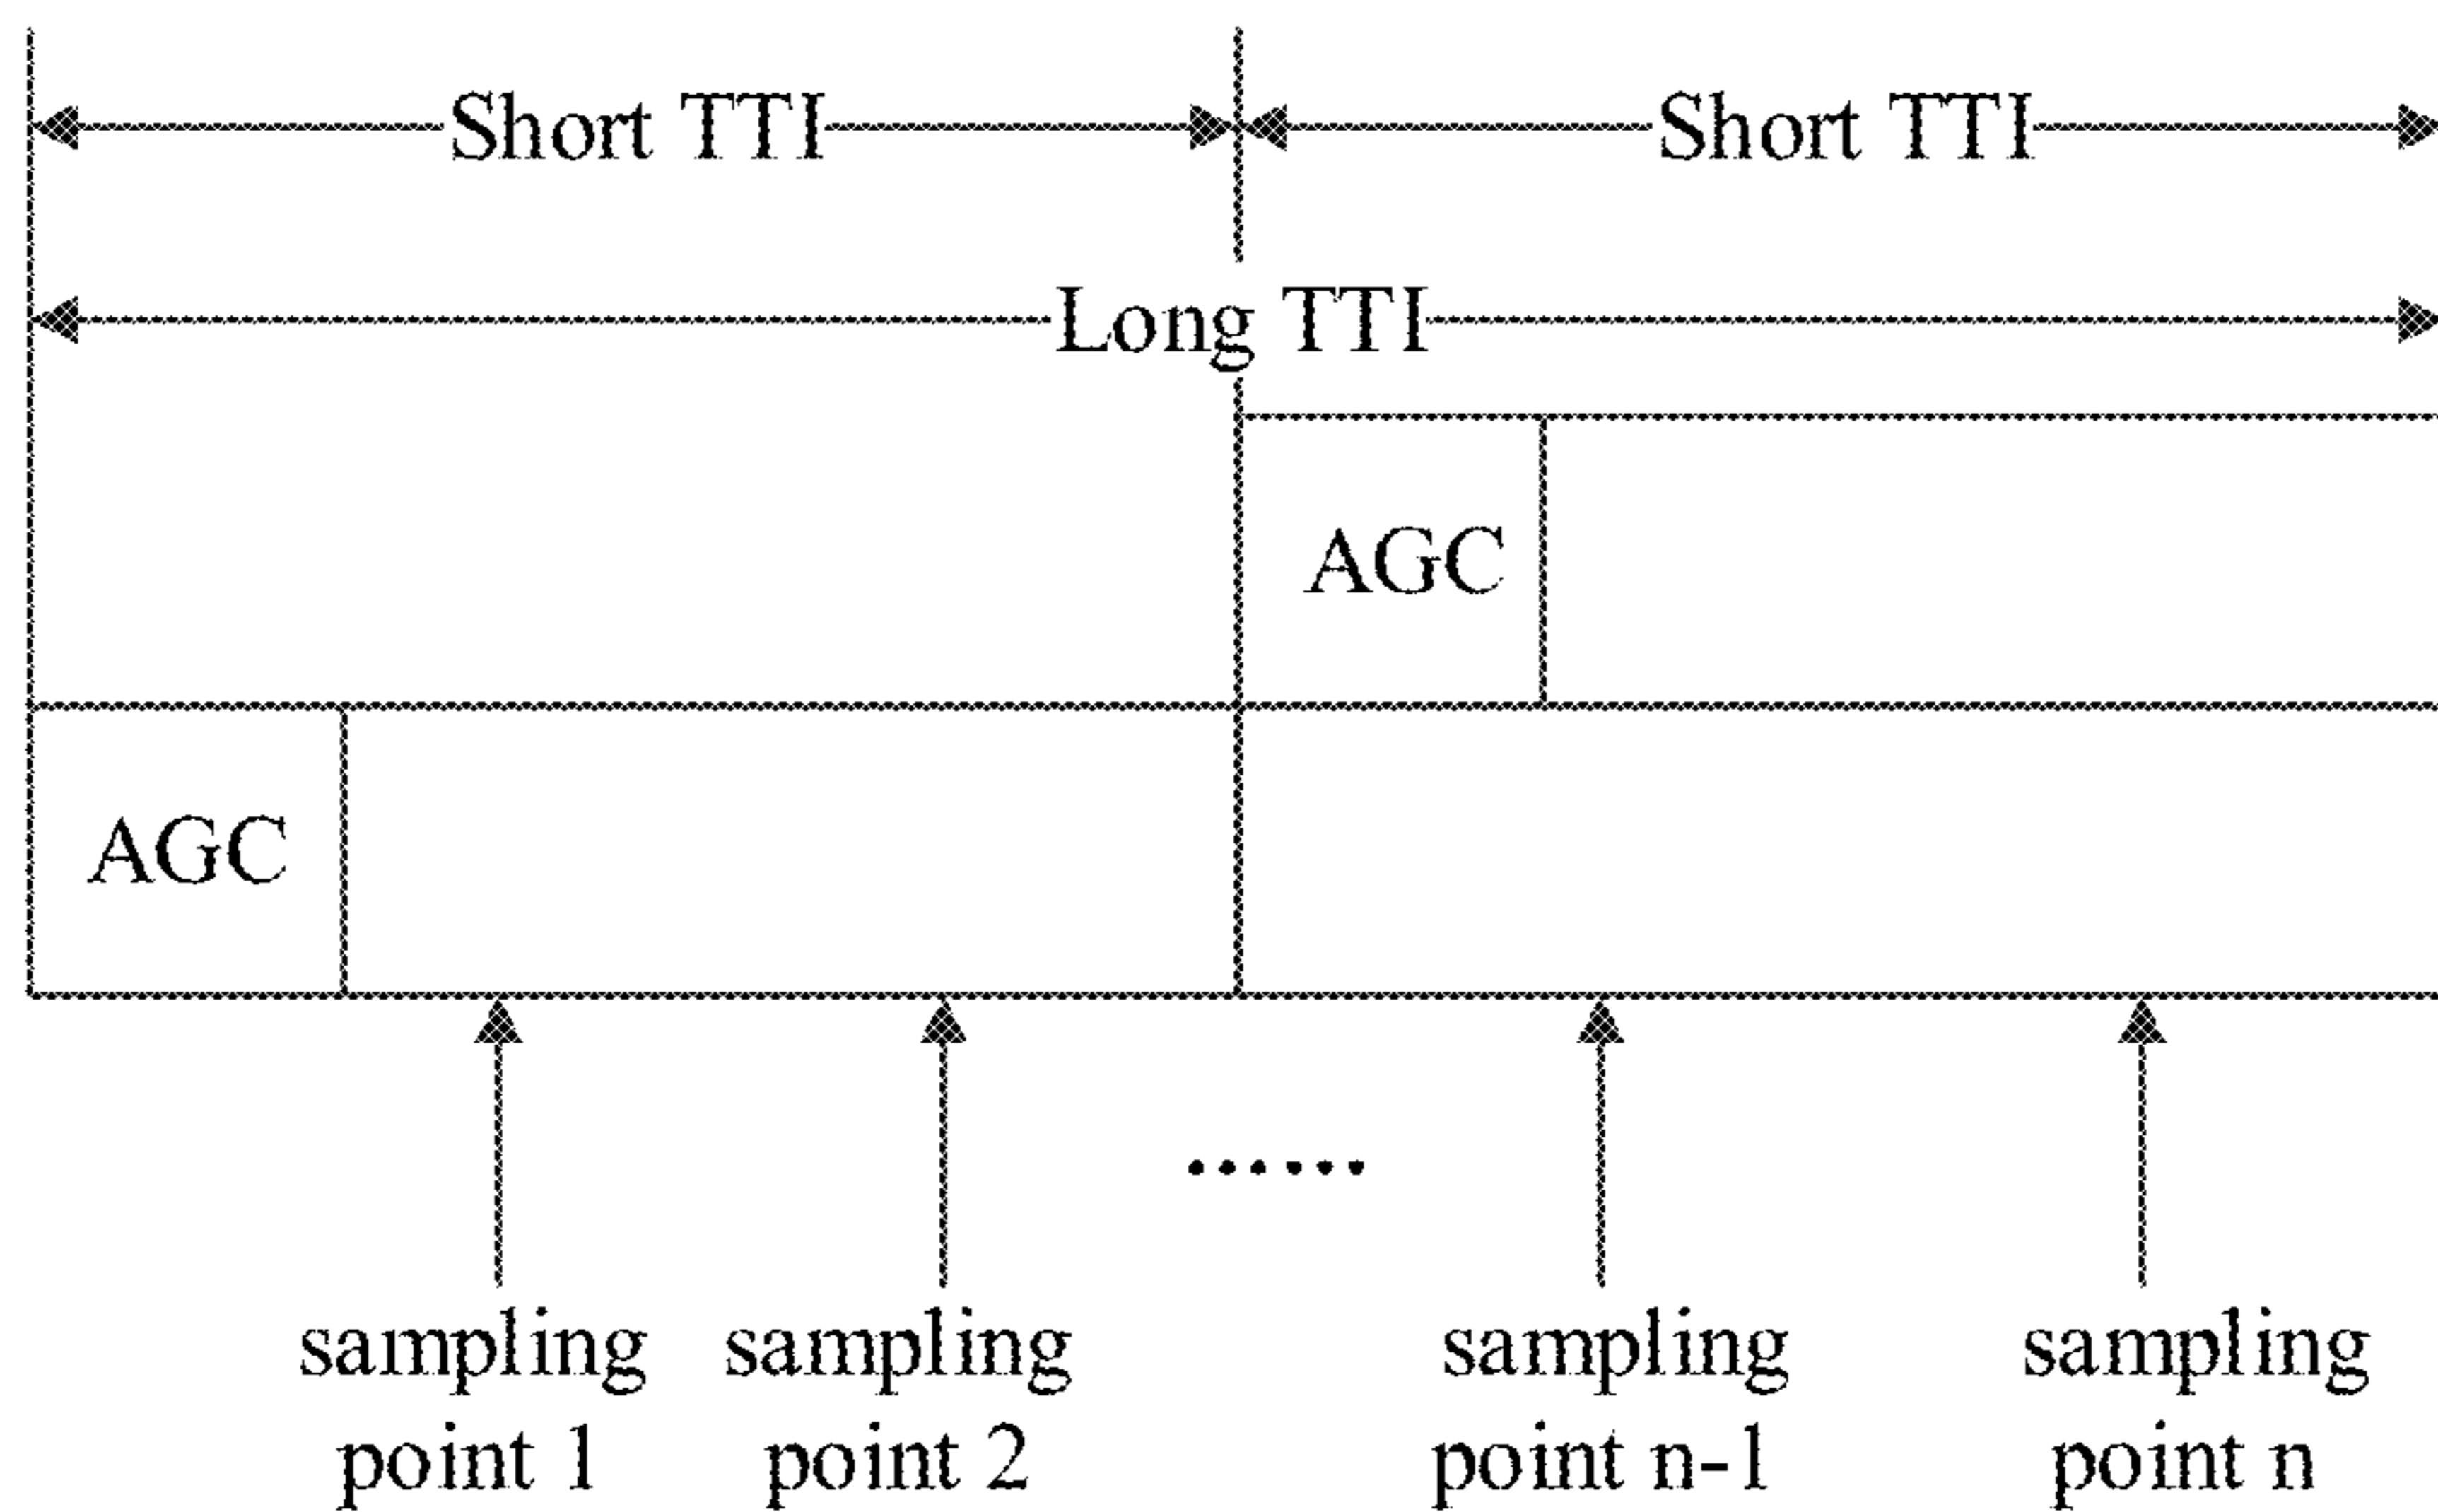 Short TTI Short TTI
Long TTI
AGC
AGC
......
sampling sampling sampling sampling
point 1 point 2 point n-1 point n